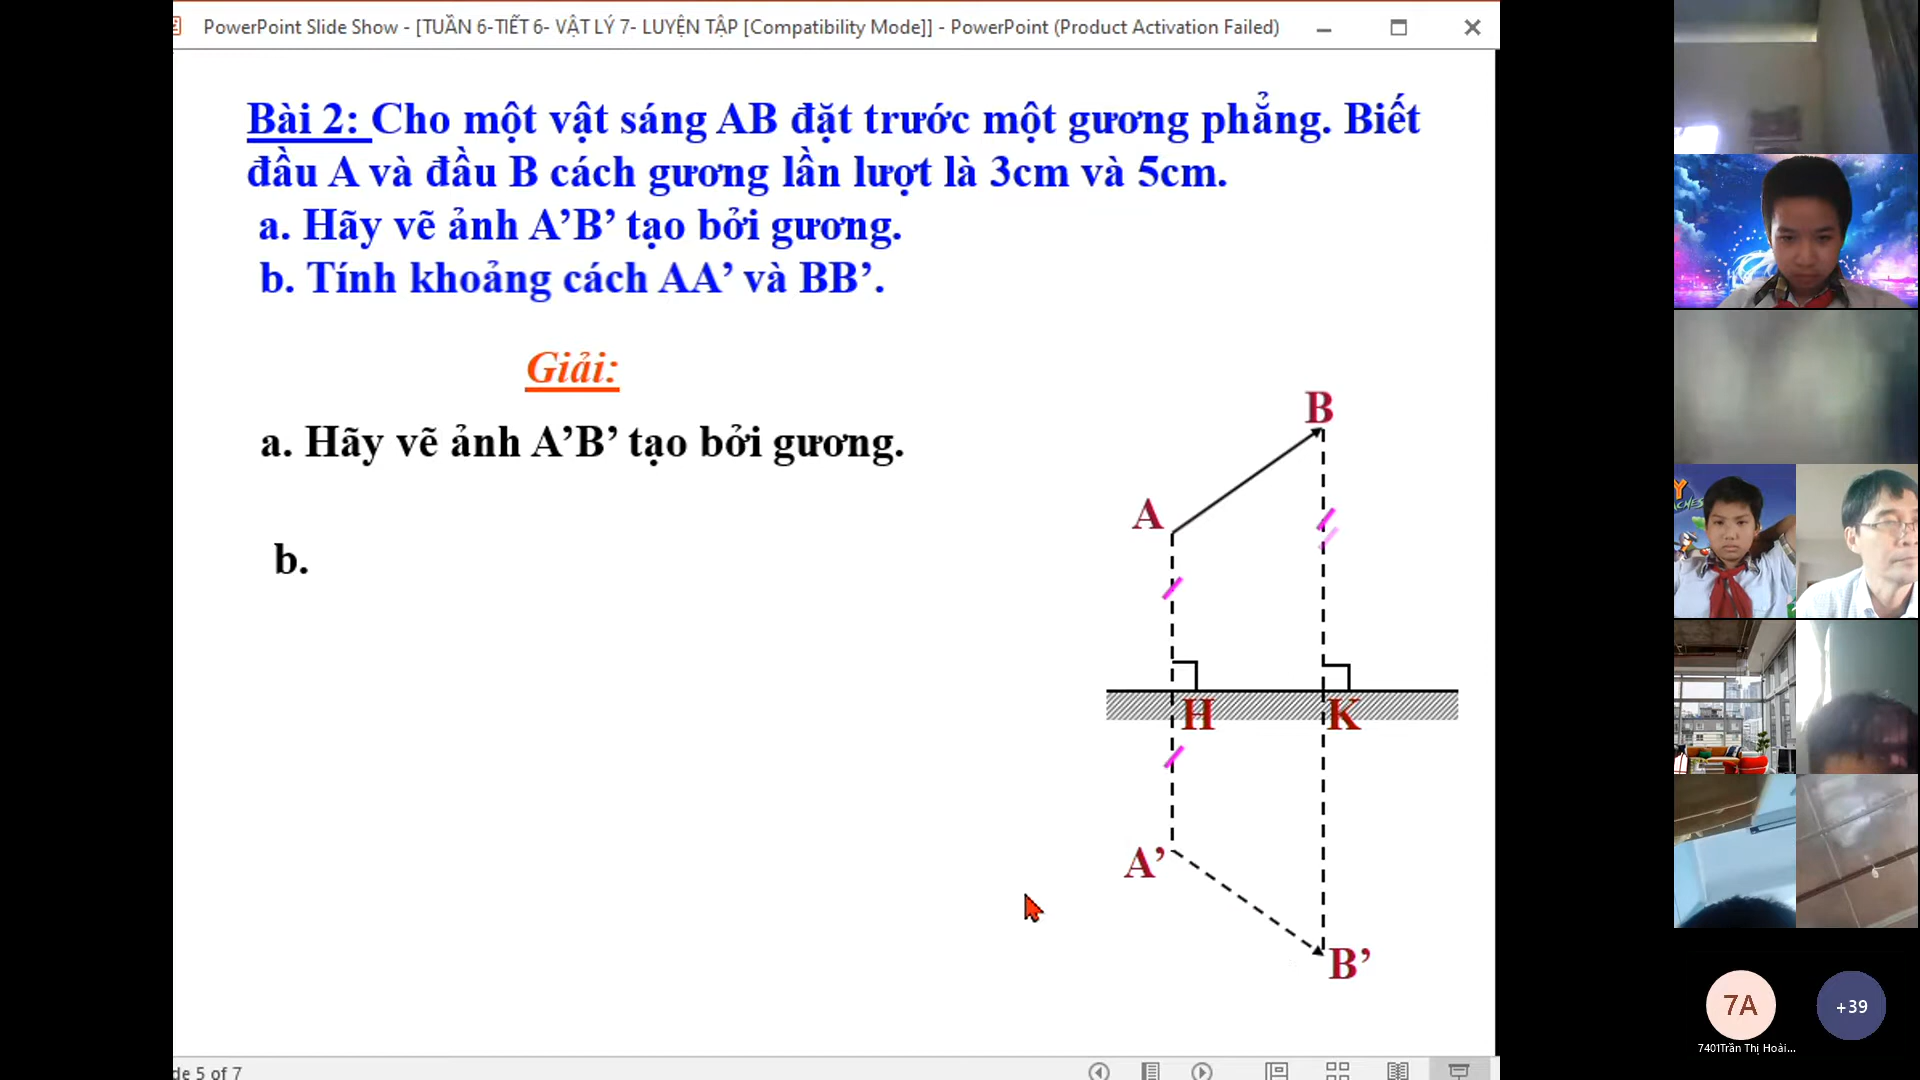 PowerPoint Slide Show - [TUẦN 6-TIẾT 6- VẬT LÝ 7- LUYỆN TẬP [Compatibility Mode]] - PowerPoint (Product Activation Failed)
Bài 2: Cho một vật sáng AB đặt trước một gương phẳng. Biết
đầu A và đầu B cách gương lần lượt là 3cm và 5cm.
a. Hãy vẽ ảnh A’B’ tạo bởi gương.
b. Tính khoảng cách AA’ và BB’.
Giải:
a. Hãy vẽ ảnh A’B’ tạo bởi gương.
b.
B
A
H
K
A’
B’
de 5 of 7
7A
+39
7401Trần Thị Hoài...